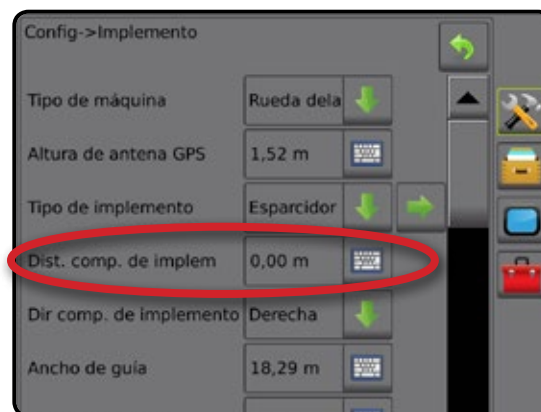 Config->Implemento
Tipo de máquina Rueda dela
Altura de antena GPS 1,52 m
Tipo de implemento Esparcidor
Dist. comp. de implem 0,00 m
Dir comp. de implemento Derecha
Ancho de guía 18,29 m